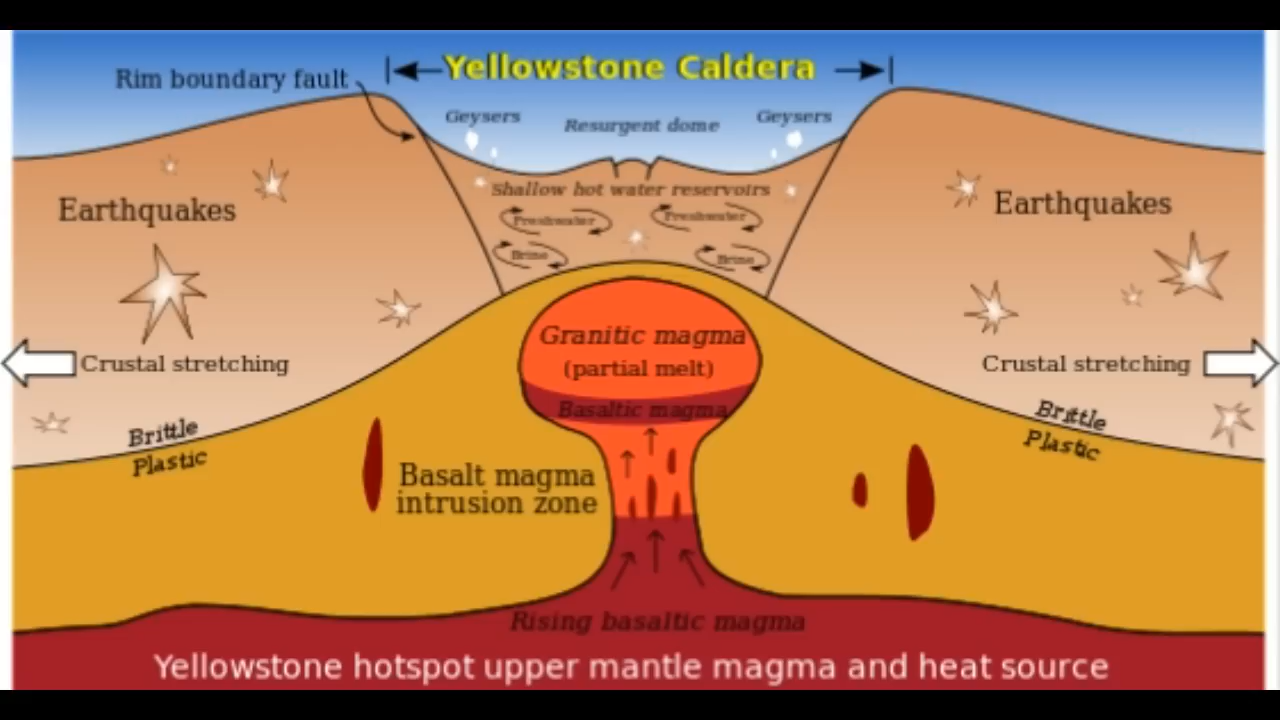 Yellowstone Caldera
Rim boundary fault
Geysers
Resurgent dome
Geysers
Shallow hot water reservoirs
Freshwater
Freshwater
Brine
Brine
Earthquakes
Earthquakes
Granitic magma
(partial melt)
Basaltic magma
Crustal stretching
Crustal stretching
Brittle
Plastic
Brittle
Plastic
Basalt magma
intrusion zone
Rising basaltic magma
Yellowstone hotspot upper mantle magma and heat source